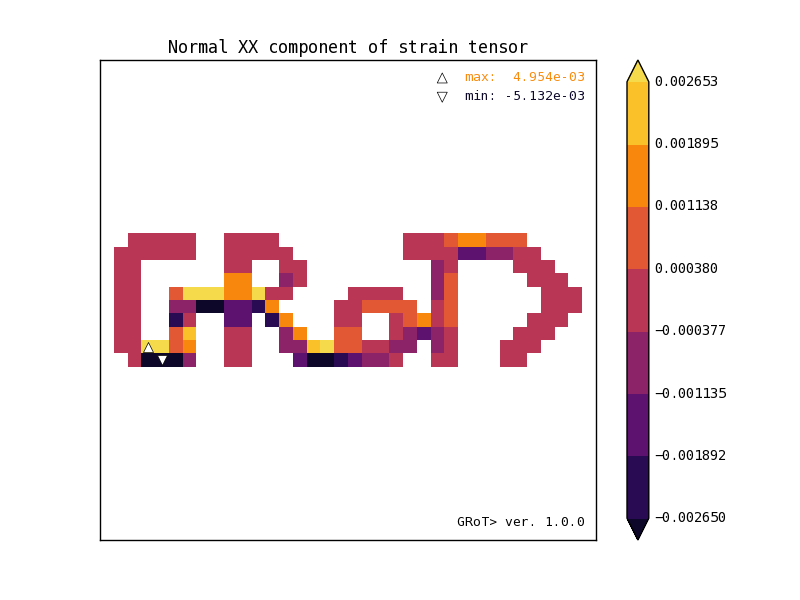 Normal XX component of strain tensor
△ max: 4.954e-03
▽ min: -5.132e-03
GRoT>
GRoT> ver. 1.0.0
0.002653
0.001895
0.001138
0.000380
−0.000377
−0.001135
−0.001892
−0.002650